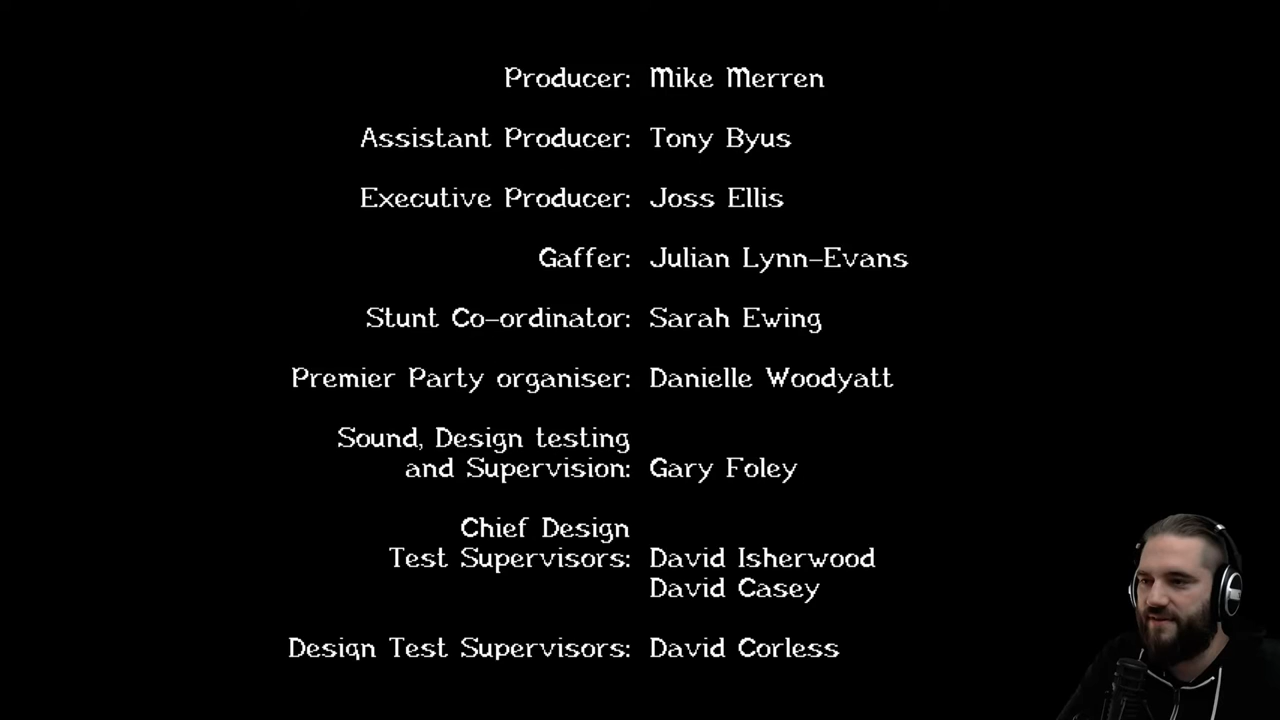 Producer: Mike Merren
Assistant Producer: Tony Byus
Executive Producer: Joss Ellis
Gaffer: Julian Lynn-Evans
Stunt Co-ordinator: Sarah Ewing
Premier Party organiser: Danielle Woodyatt
Sound, Design testing
and Supervision: Gary Foley
Chief Design
Test Supervisors: David Isherwood
David Casey
Design Test Supervisors: David Corless